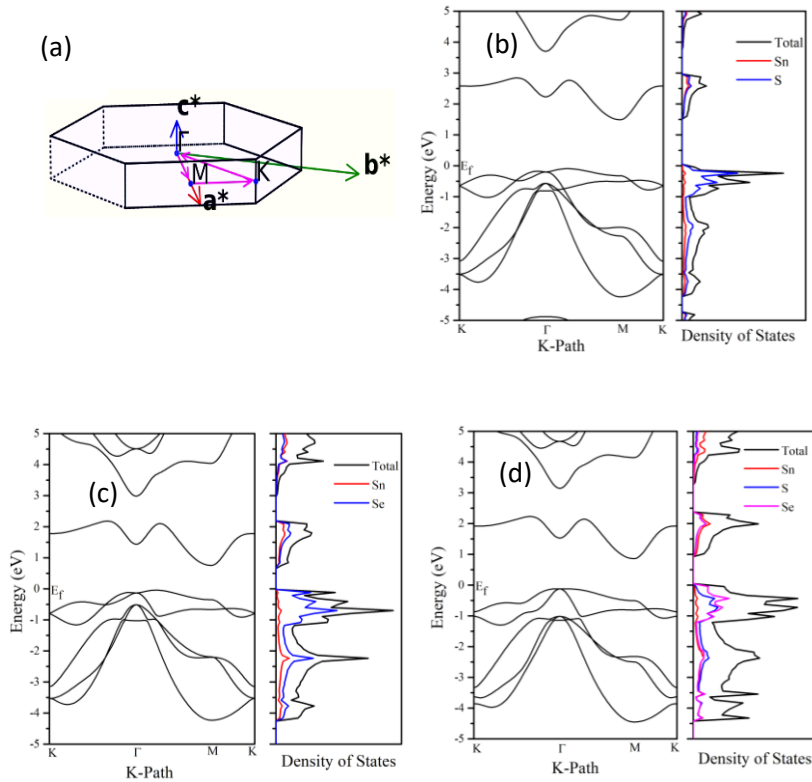 (a)
c*
Γ
M
K
b*
a*
(b)
Energy (eV)
5
4
3
2
1
0
-1
-2
-3
-4
-5
E_f
K
Γ
M
K
K-Path
Total
Sn
S
Density of States
(c)
Energy (eV)
5
4
3
2
1
0
-1
-2
-3
-4
-5
E_f
K
Γ
M
K
K-Path
Total
Sn
Se
Density of States
(d)
Energy (eV)
5
4
3
2
1
0
-1
-2
-3
-4
-5
E_f
K
Γ
M
K
K-Path
Total
Sn
S
Se
Density of States